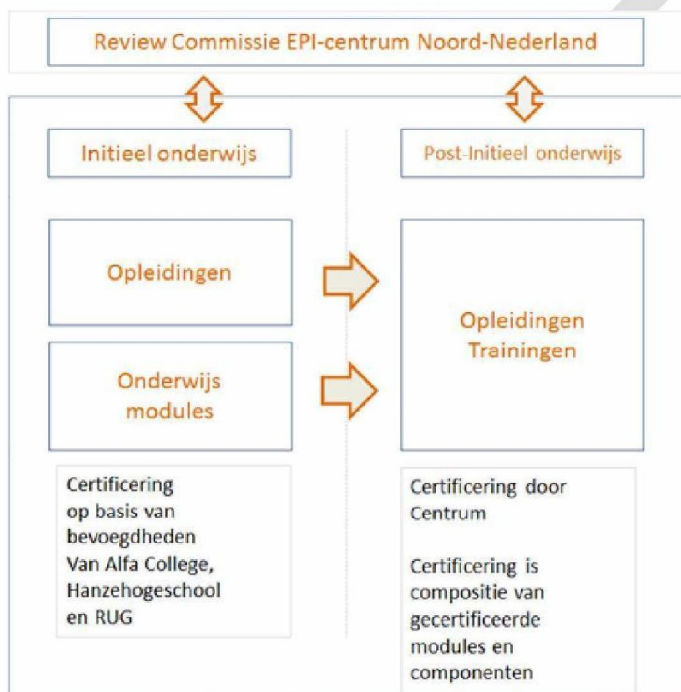 Review Commissie EPI-centrum Noord-Nederland
Initieel onderwijs
Post-Initieel onderwijs
Opleidingen
Onderwijs
modules
Opleidingen
Trainingen
Certificering
op basis van
bevoegdheden
Van Alfa College,
Hanzehogeschool
en RUG
Certificering door
Centrum
Certificering is
compositie van
gecertificeerde
modules en
componenten